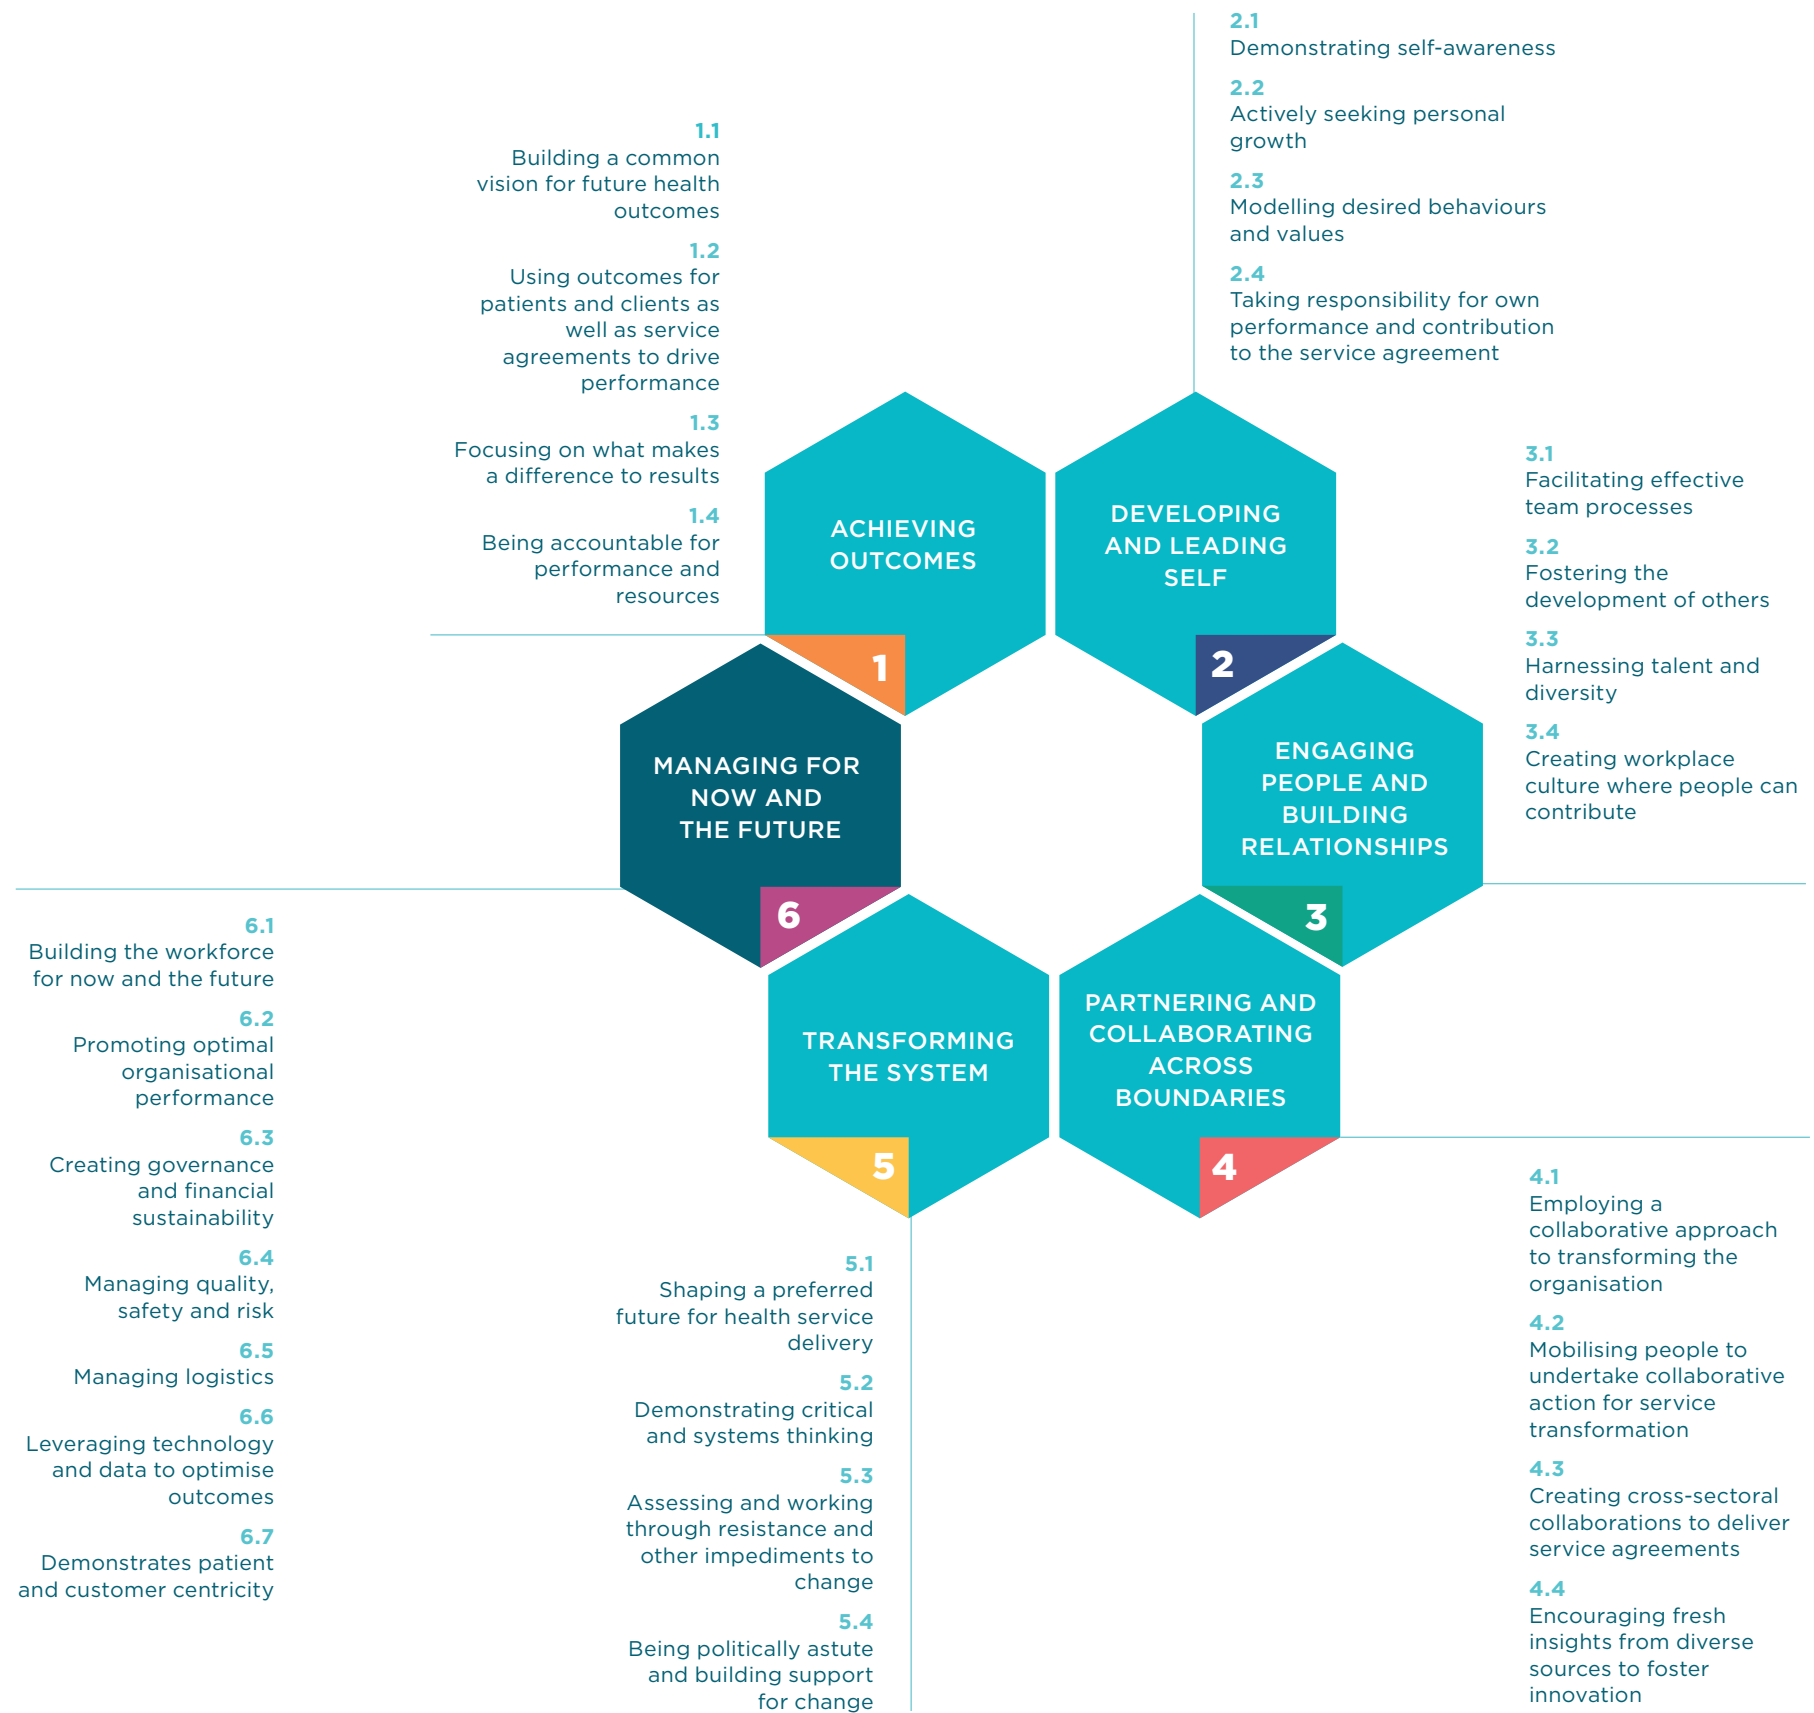 1.1
Building a common
vision for future health
outcomes
1.2
Using outcomes for
patients and clients as
well as service
agreements to drive
performance
1.3
Focusing on what makes
a difference to results
1.4
Being accountable for
performance and
resources
2.1
Demonstrating self-awareness
2.2
Actively seeking personal
growth
2.3
Modelling desired behaviours
and values
2.4
Taking responsibility for own
performance and contribution
to the service agreement
3.1
Facilitating effective
team processes
3.2
Fostering the
development of others
3.3
Harnessing talent and
diversity
3.4
Creating workplace
culture where people can
contribute
ACHIEVING
OUTCOMES
1
DEVELOPING
AND LEADING
SELF
2
ENGAGING
PEOPLE AND
BUILDING
RELATIONSHIPS
3
PARTNERING AND
COLLABORATING
ACROSS
BOUNDARIES
4
TRANSFORMING
THE SYSTEM
5
MANAGING FOR
NOW AND
THE FUTURE
6
6.1
Building the workforce
for now and the future
6.2
Promoting optimal
organisational
performance
6.3
Creating governance
and financial
sustainability
6.4
Managing quality,
safety and risk
6.5
Managing logistics
6.6
Leveraging technology
and data to optimise
outcomes
6.7
Demonstrates patient
and customer centricity
5.1
Shaping a preferred
future for health service
delivery
5.2
Demonstrating critical
and systems thinking
5.3
Assessing and working
through resistance and
other impediments to
change
5.4
Being politically astute
and building support
for change
4.1
Employing a
collaborative approach
to transforming the
organisation
4.2
Mobilising people to
undertake collaborative
action for service
transformation
4.3
Creating cross-sectoral
collaborations to deliver
service agreements
4.4
Encouraging fresh
insights from diverse
sources to foster
innovation